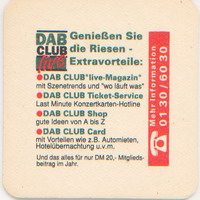 DAB
CLUB
Genießen Sie
die Riesen -
Extravorteile:
DAB CLUB "live-Magazin"
mit Szenetrends und "wo läuft was"
DAB CLUB Ticket-Service
Last Minute Konzertkarten-Hotline
DAB CLUB Shop
gute Ideen von A bis Z
DAB CLUB Card
mit Vorteilen wie z.B. Automieten,
Hotelübernachtung u.v.m.
Und das alles für nur DM 20,- Mitglieds-
beitrag im Jahr.
Mehr Information
01 30/60 30